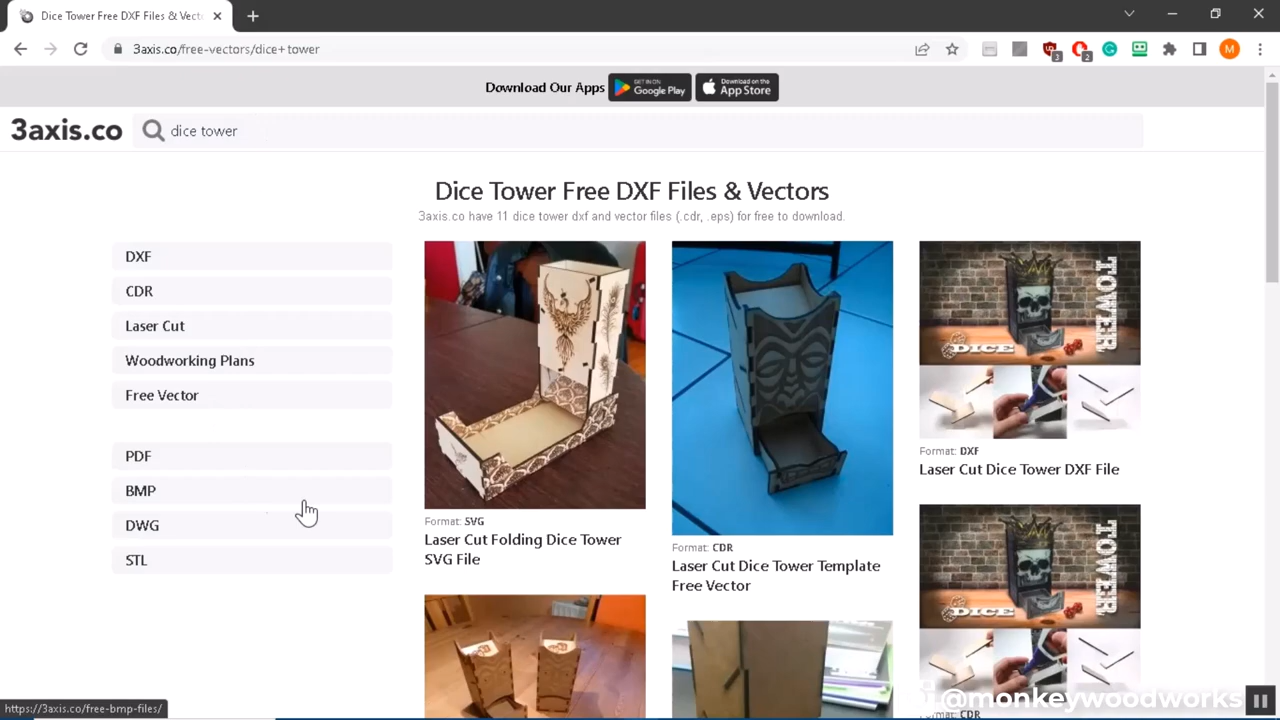 Dice Tower Free DXF Files & Vect
3axis.co/free-vectors/dice+tower
3
2
M
Download Our Apps
GET IN ON
Google Play
Download on the
App Store
3axis.co
dice tower
Dice Tower Free DXF Files & Vectors
3axis.co have 11 dice tower dxf and vector files (.cdr, .eps) for free to download.
DXF
CDR
Laser Cut
Woodworking Plans
Free Vector
PDF
BMP
DWG
STL
Format: SVG
Laser Cut Folding Dice Tower
SVG File
Format: CDR
Laser Cut Dice Tower Template
Free Vector
TOWER
DICE
Format: DXF
Laser Cut Dice Tower DXF File
TOWER
DICE
Format: CDR
https://3axis.co/free-bmp-files/
@monkeywoodworks